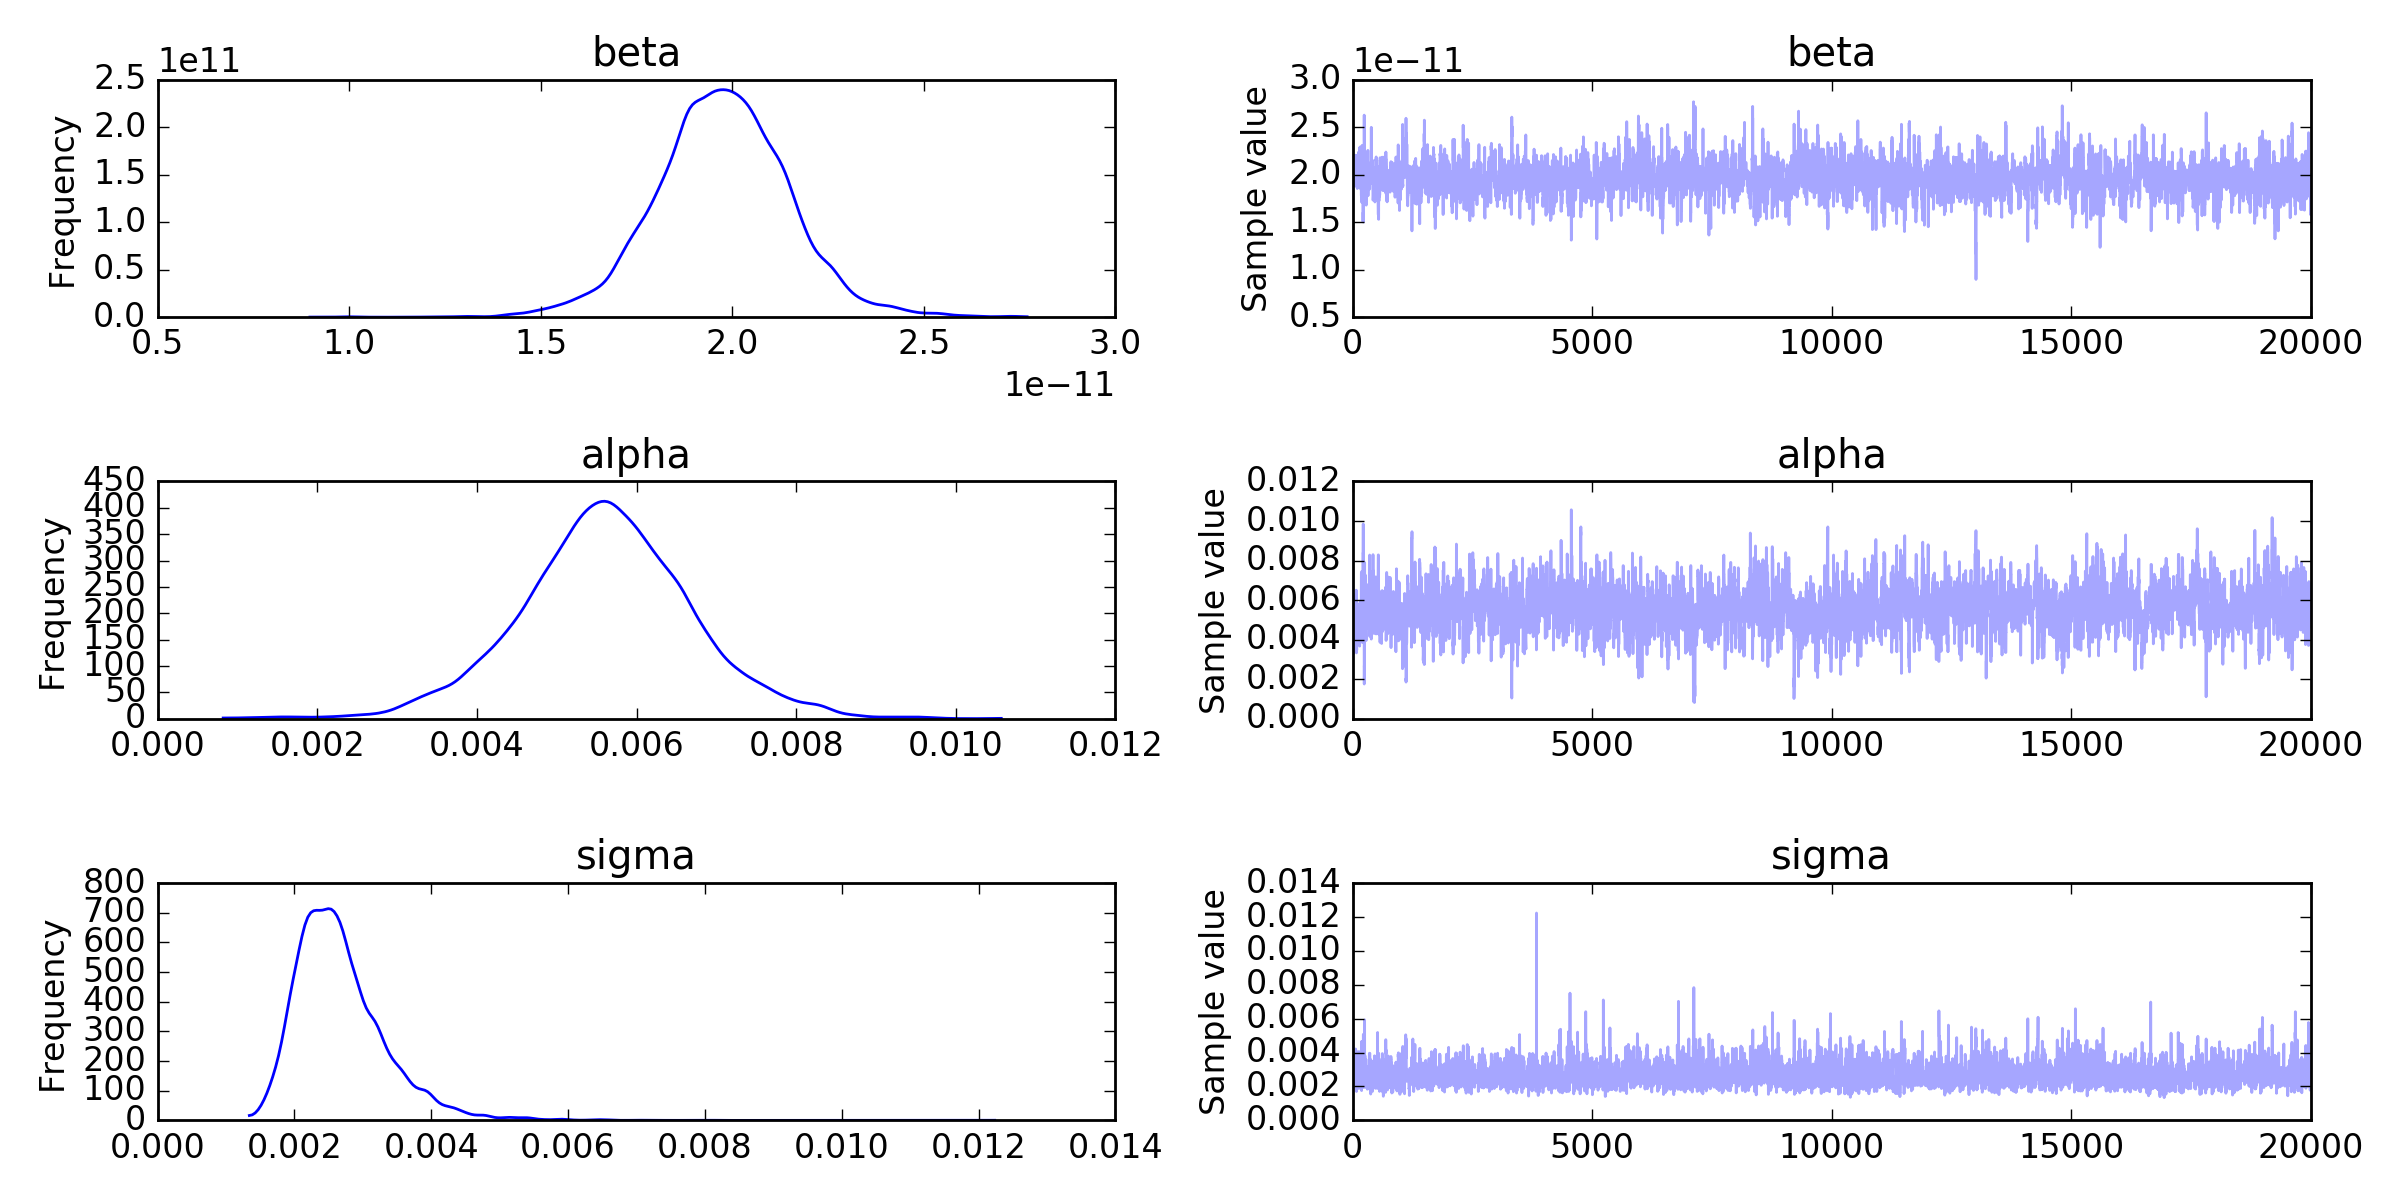 beta
1e11
2.5
2.0
1.5
1.0
0.5
0.0
Frequency
0.5 1.0 1.5 2.0 2.5 3.0
1e−11
beta
1e−11
3.0
2.5
2.0
1.5
1.0
0.5
Sample value
0 5000 10000 15000 20000
alpha
450
400
350
300
250
200
150
100
50
0
Frequency
0.000 0.002 0.004 0.006 0.008 0.010 0.012
alpha
0.012
0.010
0.008
0.006
0.004
0.002
0.000
Sample value
0 5000 10000 15000 20000
sigma
800
700
600
500
400
300
200
100
0
Frequency
0.000 0.002 0.004 0.006 0.008 0.010 0.012 0.014
sigma
0.014
0.012
0.010
0.008
0.006
0.004
0.002
0.000
Sample value
0 5000 10000 15000 20000